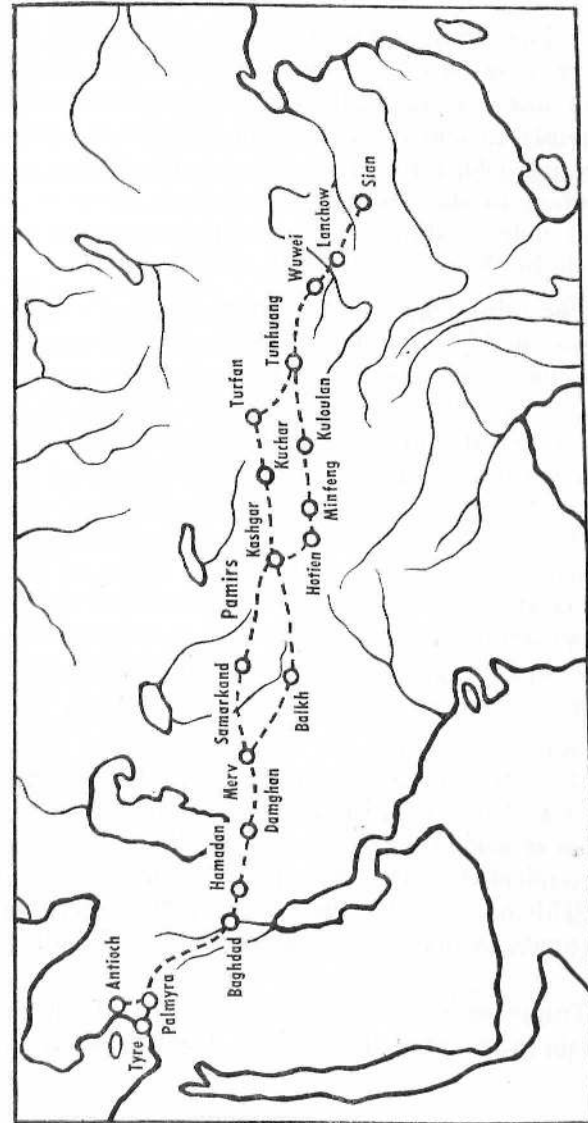 Tyre
Antioch
Palmyra
Baghdad
Hamadan
Damghan
Merv
Samarkand
Balkh
Pamirs
Kashgar
Hotien
Minfeng
Kuchar
Kuloulan
Turfan
Tunhuang
Wuwei
Lanchow
Sian